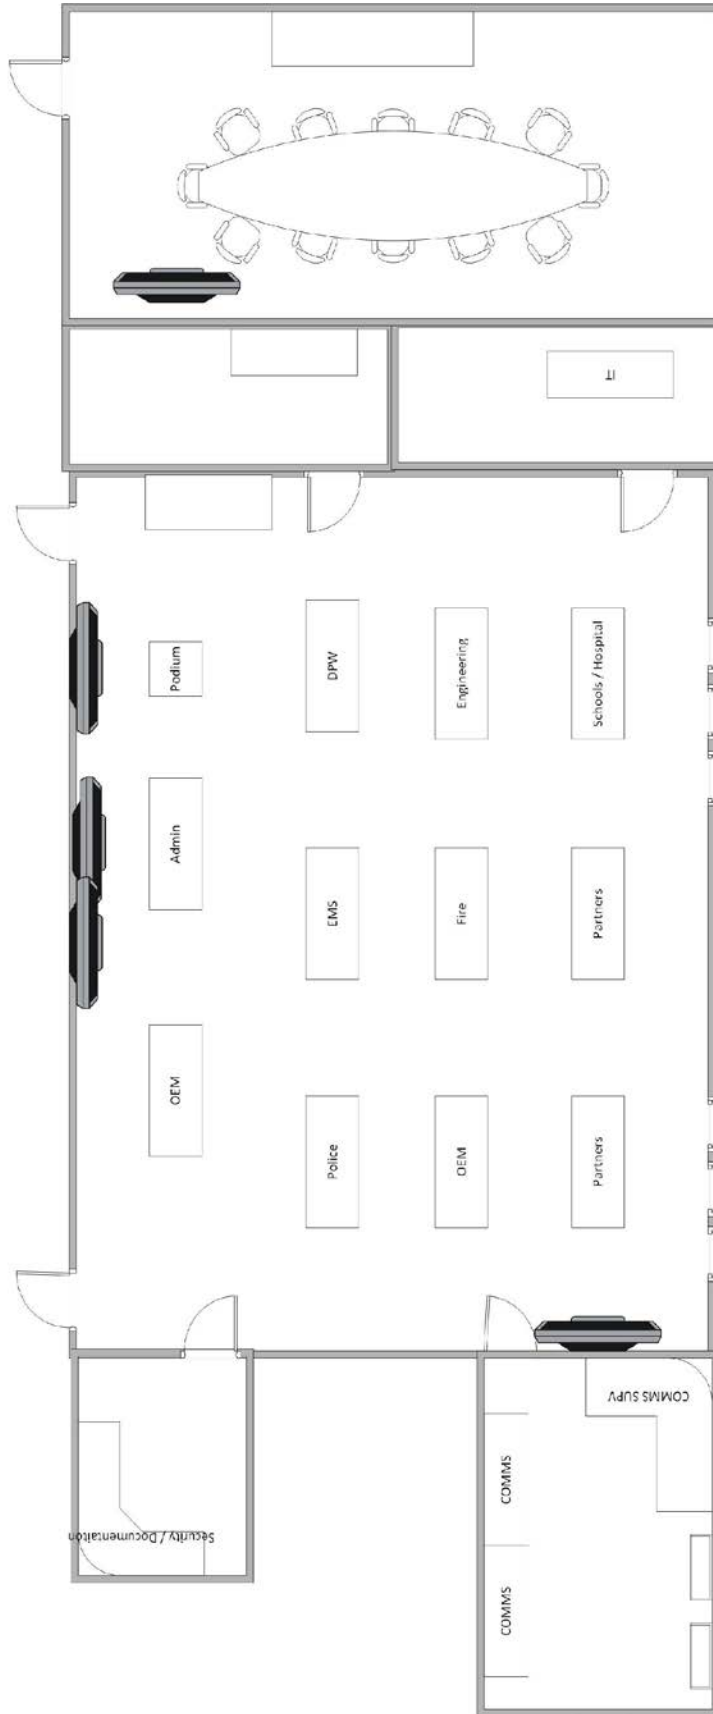 IT
Podium
DPW
Engineering
Schools / Hospital
Admin
EMS
Fire
Partners
OEM
Police
OEM
Partners
COMMS SUPV
COMMS
Security / Documentaiton
COMMS